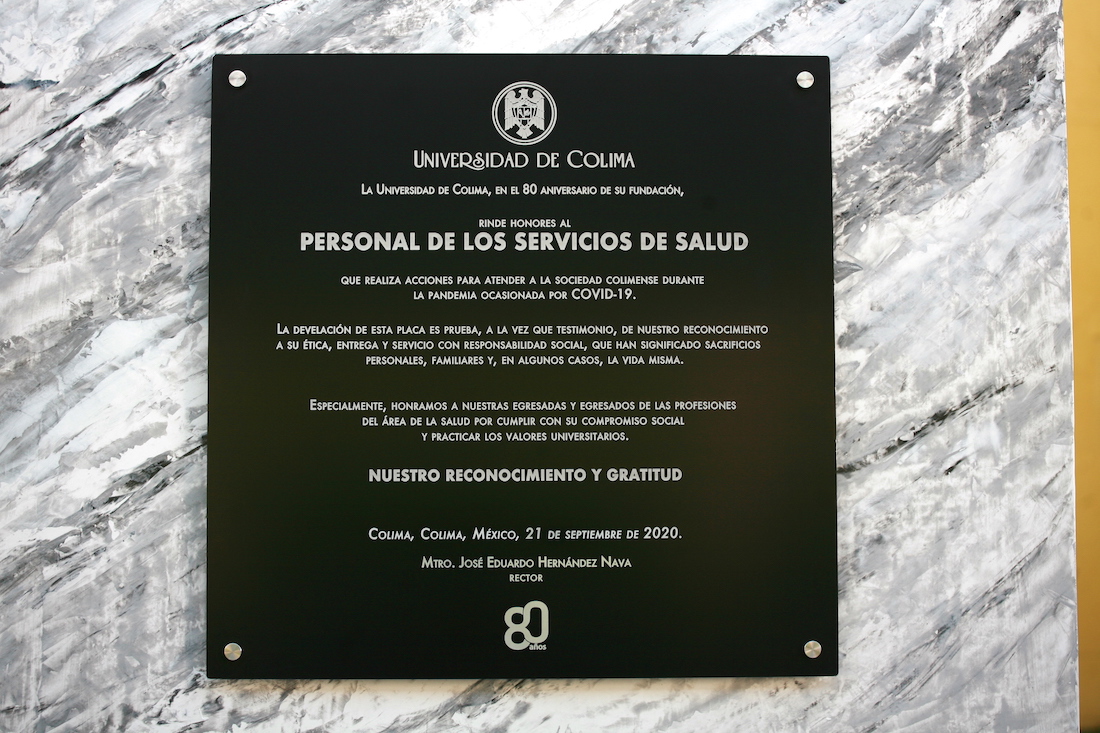 UNIVERSIDAD DE COLIMA
LA UNIVERSIDAD DE COLIMA, EN EL 80 ANIVERSARIO DE SU FUNDACIÓN,
RINDE HONORES AL
PERSONAL DE LOS SERVICIOS DE SALUD
QUE REALIZA ACCIONES PARA ATENDER A LA SOCIEDAD COLIMENSE DURANTE
LA PANDEMIA OCASIONADA POR COVID-19.
LA DEVELACIÓN DE ESTA PLACA ES PRUEBA, A LA VEZ QUE TESTIMONIO, DE NUESTRO RECONOCIMIENTO
A SU ÉTICA, ENTREGA Y SERVICIO CON RESPONSABILIDAD SOCIAL, QUE HAN SIGNIFICADO SACRIFICIOS
PERSONALES, FAMILIARES Y, EN ALGUNOS CASOS, LA VIDA MISMA.
ESPECIALMENTE, HONRAMOS A NUESTRAS EGRESADAS Y EGRESADOS DE LAS PROFESIONES
DEL ÁREA DE LA SALUD POR CUMPLIR CON SU COMPROMISO SOCIAL
Y PRACTICAR LOS VALORES UNIVERSITARIOS.
NUESTRO RECONOCIMIENTO Y GRATITUD
COLIMA, COLIMA, MÉXICO, 21 DE SEPTIEMBRE DE 2020.
MTRO. JOSÉ EDUARDO HERNÁNDEZ NAVA
RECTOR
80
años